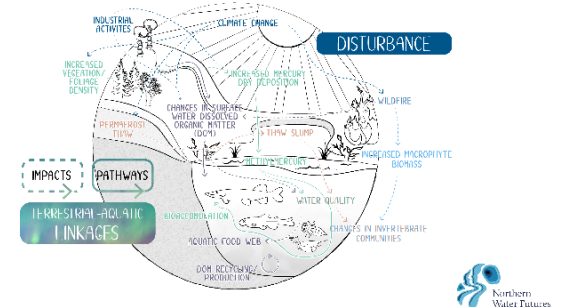 INDUSTRIAL
ACTIVITES
CLIMATE CHANGE
DISTURBANCE
INCREASED
VEGEATION/
FOLIAGE
DENSITY
INCREASED MERCURY
DRY DEPOSITION
WILDFIRE
CHANGES IN SURFACE
WATER DISSOLVED
ORGANIC MATTER
(DOM)
PERMAFROST
THAW
THAW SLUMP
INCREASED MACROPHYTE
BIOMASS
METHYLMERCURY
IMPACTS
PATHWAYS
WATER QUALITY
TERRESTRIAL-AQUATIC
LINKAGES
BIOACCUMULATION
CHANGES IN INVERTEBRATE
COMMUNITIES
AQUATIC FOOD WEB
DOM RECYCLING/
PRODUCTION
Northern
Water Futures